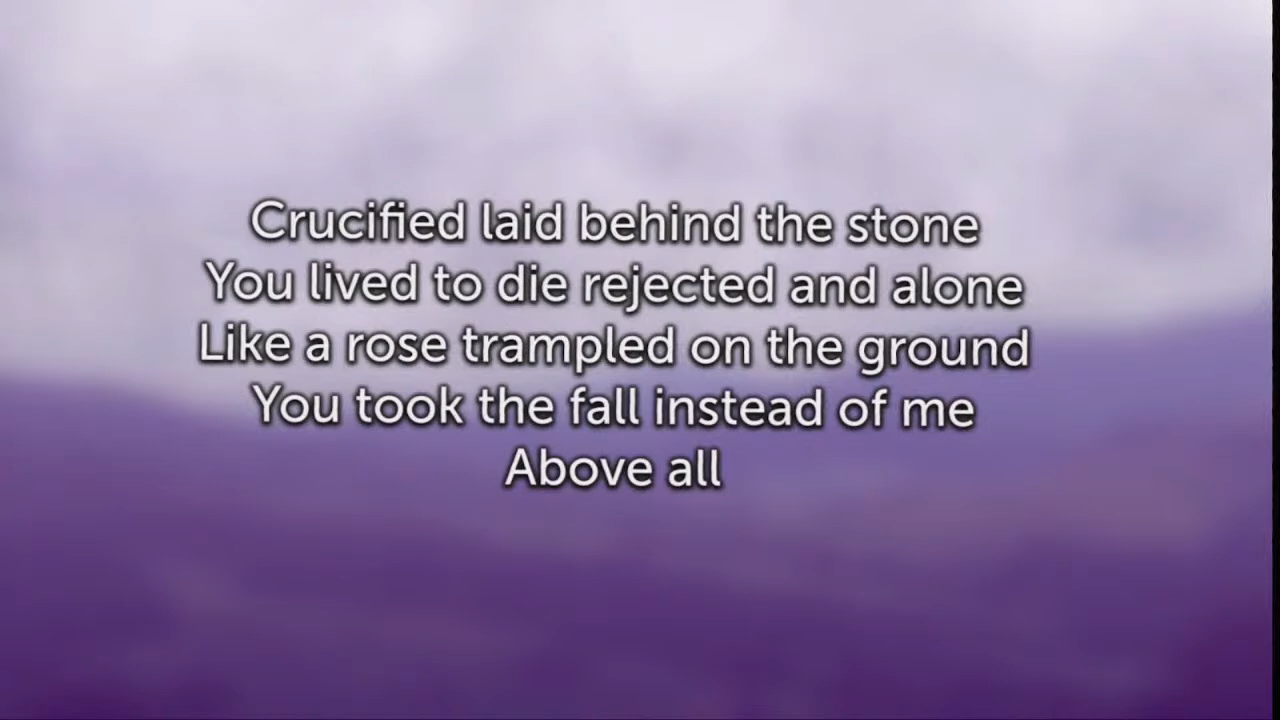 Crucified laid behind the stone
You lived to die rejected and alone
Like a rose trampled on the ground
You took the fall instead of me
Above all